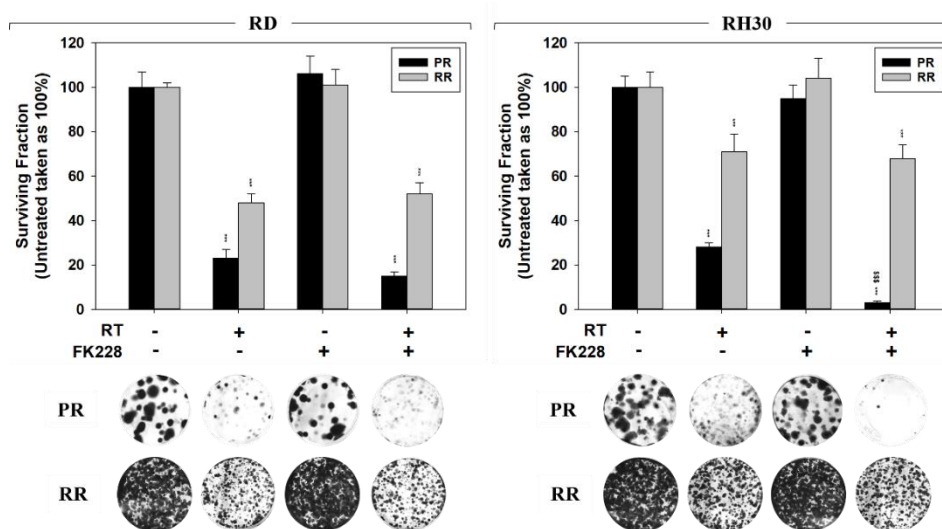 RD
RH30
120
100
80
60
40
20
0
Surviving Fraction
(Untreated taken as 100%)
PR
RR
***
***
***
***
RT - + - +
FK228 - - + +
120
100
80
60
40
20
0
Surviving Fraction
(Untreated taken as 100%)
PR
RR
***
***
$$$
***
***
RT - + - +
FK228 - - + +
PR
RR
PR
RR